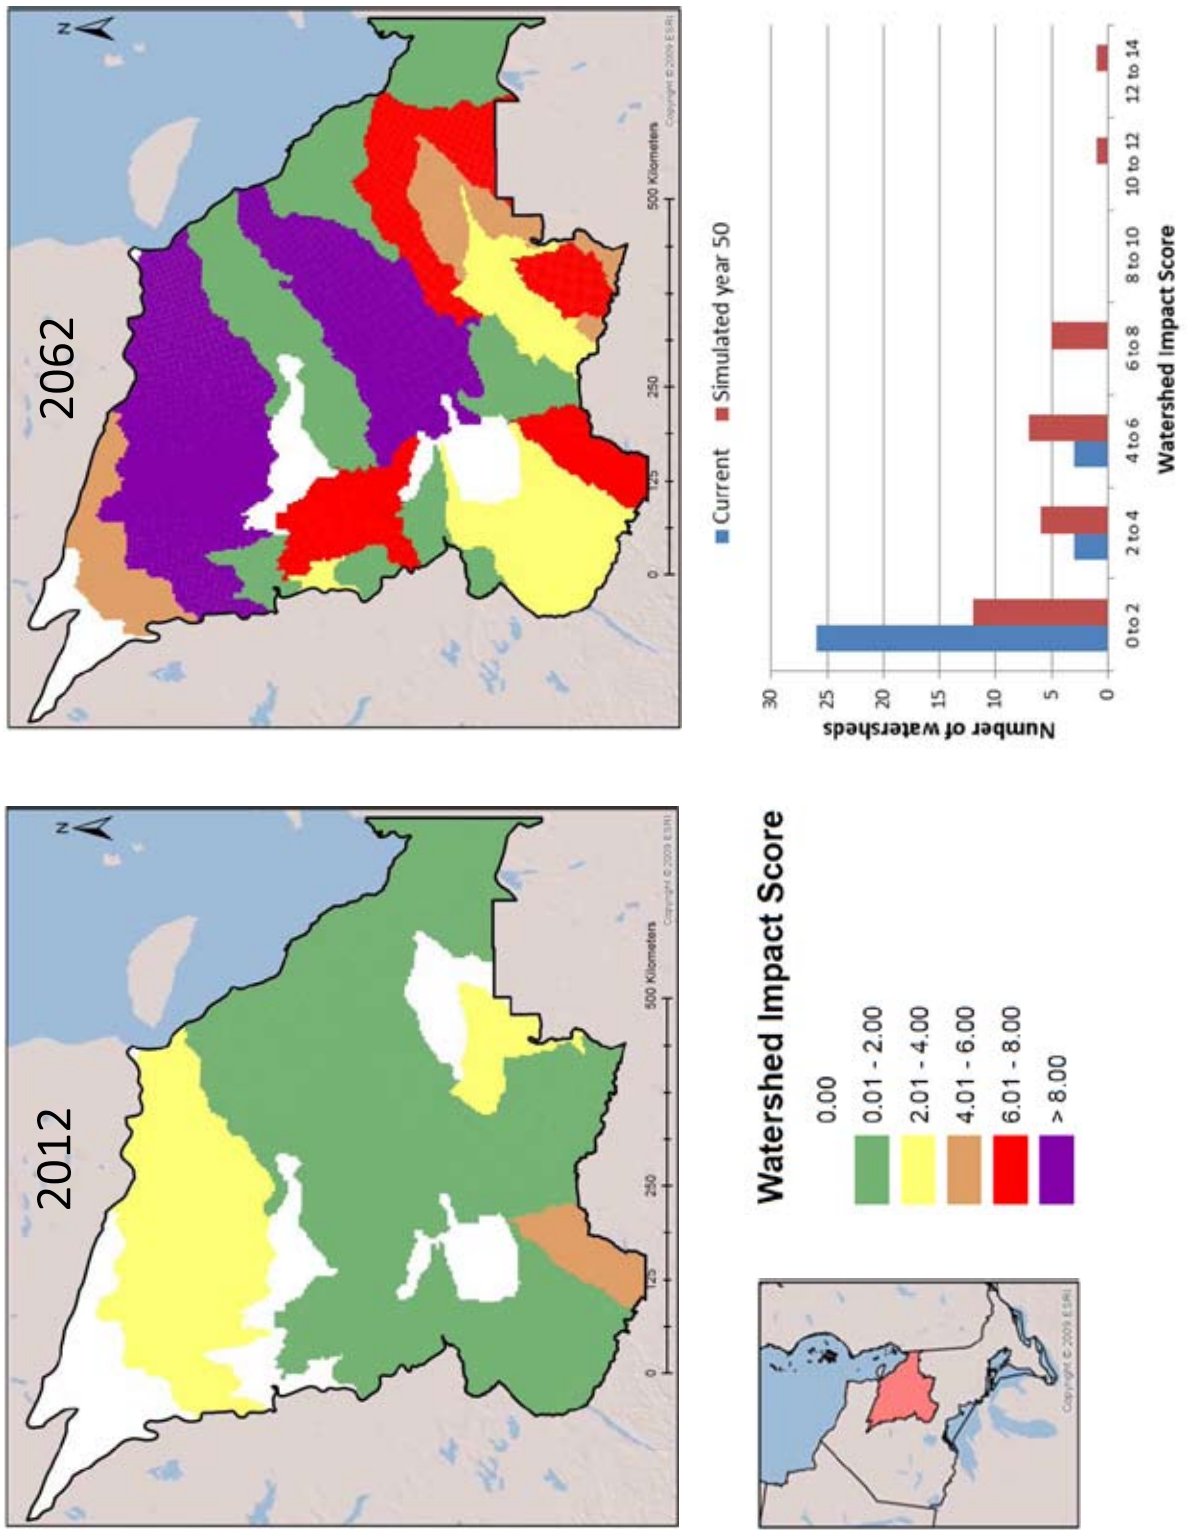 2012
N
0
125
250
500 Kilometers
Copyright © 2009 ESRI
2062
N
0
125
250
500 Kilometers
Copyright © 2009 ESRI
Copyright © 2009 ESRI
Watershed Impact Score
0.00
0.01 - 2.00
2.01 - 4.00
4.01 - 6.00
6.01 - 8.00
> 8.00
Current
Simulated year 50
Number of watersheds
30
25
20
15
10
5
0
0 to 2
2 to 4
4 to 6
6 to 8
8 to 10
10 to 12
12 to 14
Watershed Impact Score